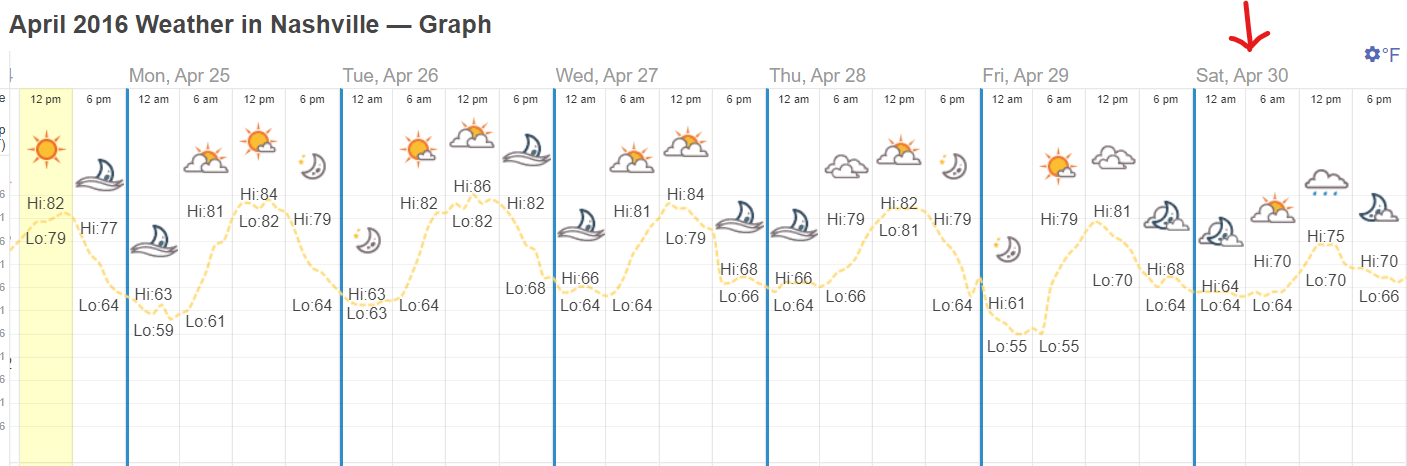 April 2016 Weather in Nashville — Graph
°F
Mon, Apr 25 Tue, Apr 26 Wed, Apr 27 Thu, Apr 28 Fri, Apr 29 Sat, Apr 30
12 pm 6 pm 12 am 6 am 12 pm 6 pm 12 am 6 am 12 pm 6 pm 12 am 6 am 12 pm 6 pm 12 am 6 am 12 pm 6 pm 12 am 6 am 12 pm 6 pm 12 am 6 am 12 pm 6 pm
Hi:82 Hi:77 Hi:63 Hi:81 Hi:84 Hi:79 Hi:63 Hi:82 Hi:86 Hi:82 Hi:66 Hi:81 Hi:84 Hi:68 Hi:66 Hi:79 Hi:82 Hi:79 Hi:61 Hi:79 Hi:81 Hi:68 Hi:64 Hi:70 Hi:75 Hi:70
Lo:79 Lo:64 Lo:59 Lo:61 Lo:82 Lo:64 Lo:63 Lo:64 Lo:82 Lo:68 Lo:64 Lo:64 Lo:79 Lo:66 Lo:64 Lo:66 Lo:81 Lo:64 Lo:55 Lo:55 Lo:70 Lo:64 Lo:64 Lo:64 Lo:70 Lo:66